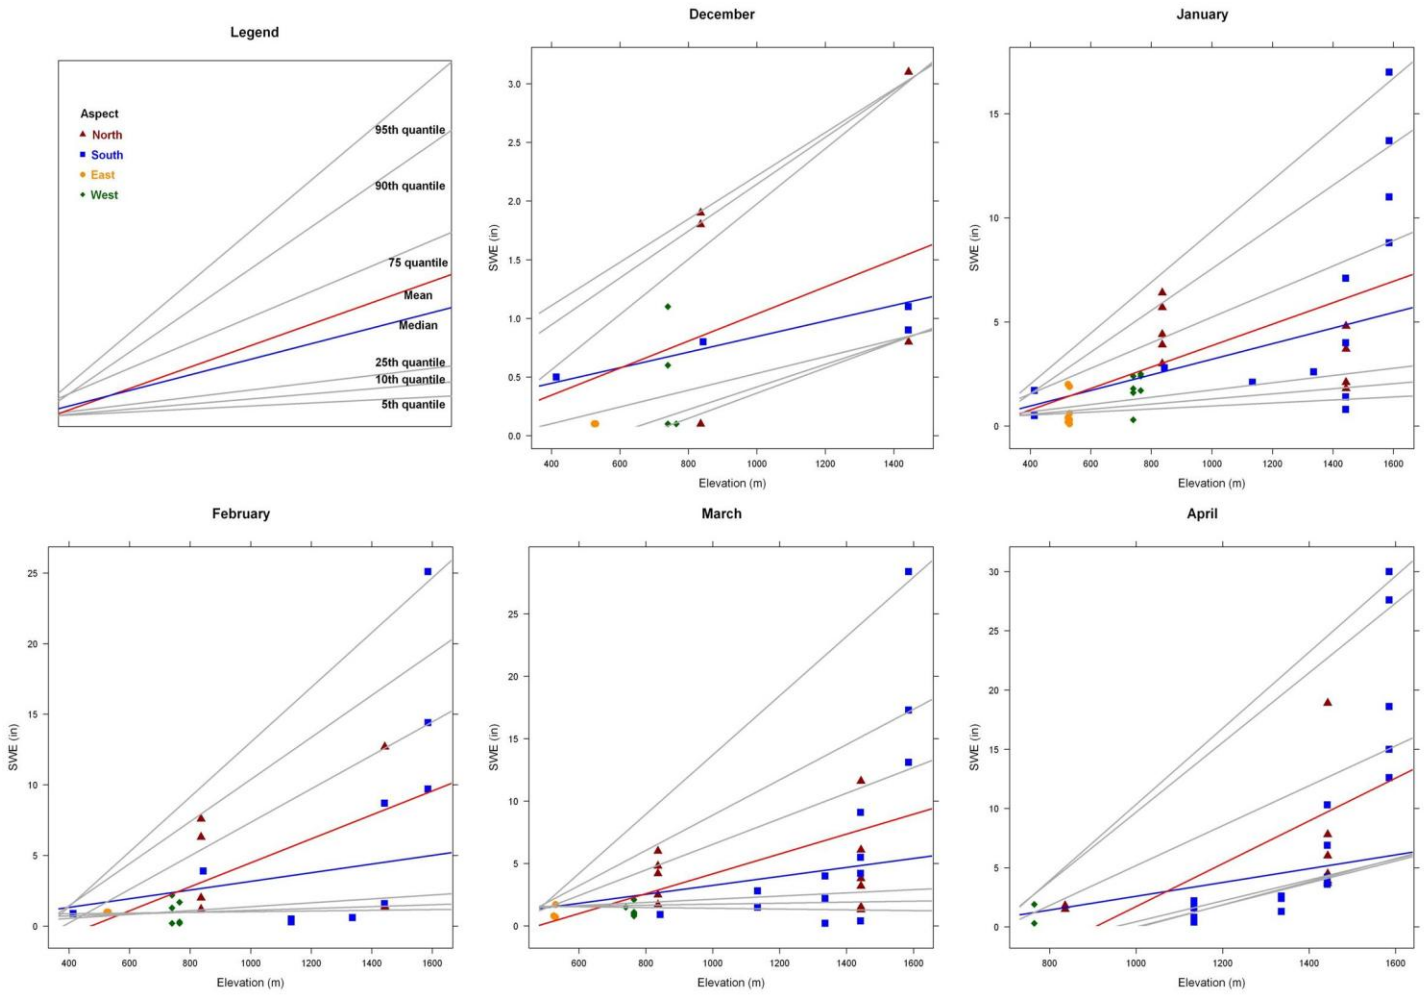 Legend
Aspect
North
South
East
West
95th quantile
90th quantile
75 quantile
Mean
Median
25th quantile
10th quantile
5th quantile
December
3.0
2.5
2.0
1.5
1.0
0.5
0.0
SWE (in)
400 600 800 1000 1200 1400
Elevation (m)
January
15
10
5
0
SWE (in)
400 600 800 1000 1200 1400 1600
Elevation (m)
February
25
20
15
10
5
0
SWE (in)
400 600 800 1000 1200 1400 1600
Elevation (m)
March
25
20
15
10
5
0
SWE (in)
600 800 1000 1200 1400 1600
Elevation (m)
April
30
25
20
15
10
5
0
SWE (in)
800 1000 1200 1400 1600
Elevation (m)